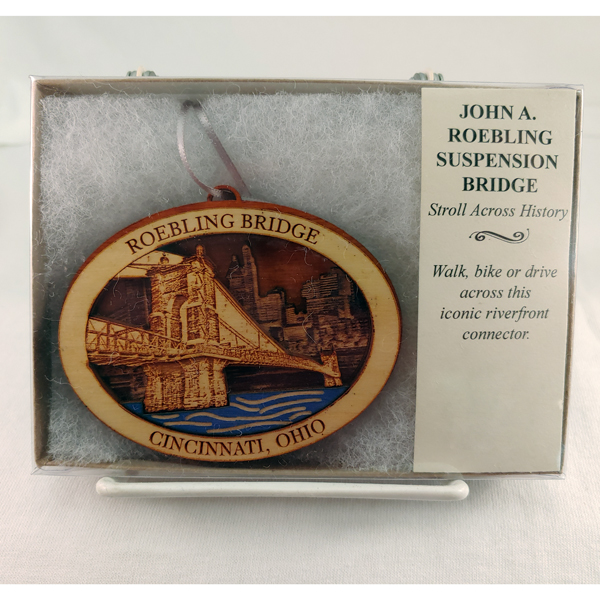 ROEBLING BRIDGE
CINCINNATI, OHIO
JOHN A.
ROEBLING
SUSPENSION
BRIDGE
Stroll Across History
Walk, bike or drive
across this
iconic riverfront
connector.